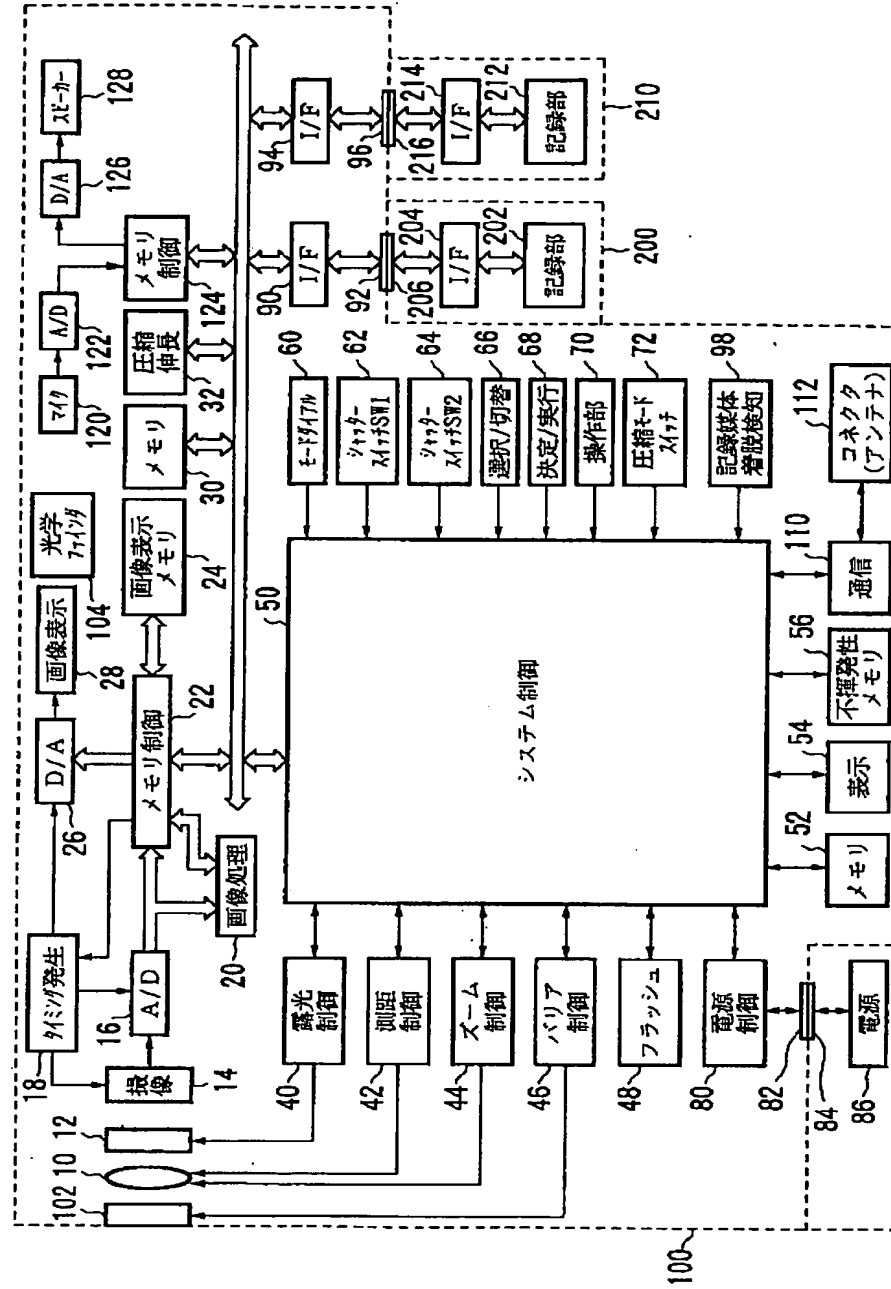 102
10
12
18
タイミング発生
撮像
14
16
A/D
26
D/A
画像表示
28
光学
ファインダ
104
マイク
120
A/D
122
D/A
126
スピーカー
128
20
画像処理
メモリ制御
22
画像表示
メモリ
24
メモリ
30
圧縮
伸長
32
メモリ
制御
124
90
I/F
94
I/F
92
206
96
216
I/F
204
I/F
214
記録部
202
記録部
212
200
210
50
システム制御
露光
制御
40
測距
制御
42
ズーム
制御
44
バリア
制御
46
フラッシュ
48
電源
制御
80
82
84
電源
86
100
モードダイアル
60
シャッター
スイッチSW1
62
シャッター
スイッチSW2
64
選択/切替
66
決定/実行
68
操作部
70
圧縮モード
スイッチ
72
記録媒体
着脱検知
98
メモリ
52
表示
54
不揮発性
メモリ
56
通信
110
コネクタ
(アンテナ)
112